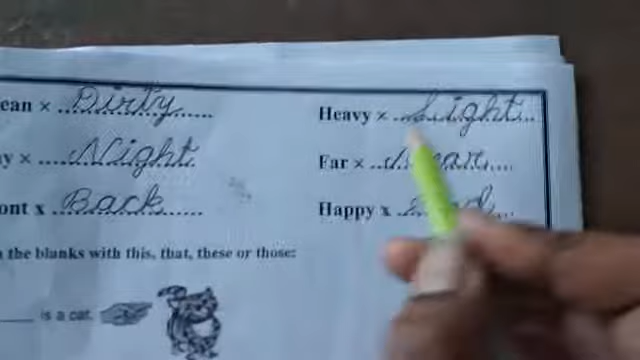 ean × Dirty Heavy × Light
y × Night Far × Near
ont x Back Happy x Sad
the blanks with this, that, these or those:
is a cat.